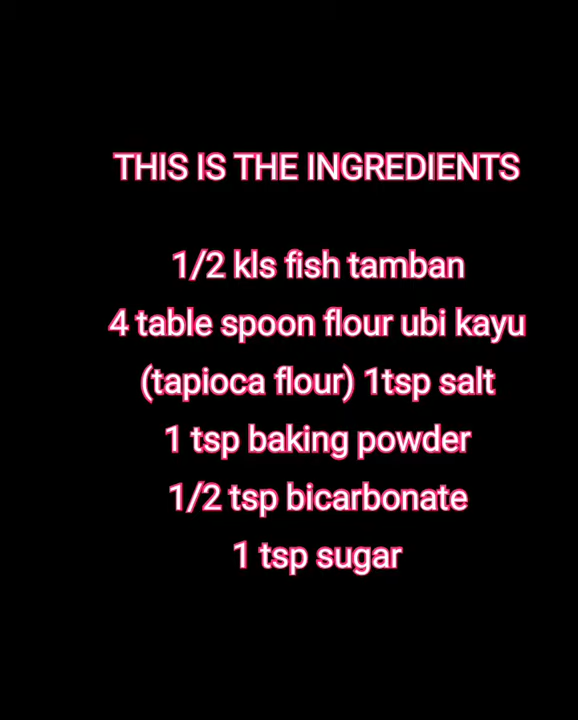 THIS IS THE INGREDIENTS
1/2 kls fish tamban
4 table spoon flour ubi kayu
(tapioca flour) 1tsp salt
1 tsp baking powder
1/2 tsp bicarbonate
1 tsp sugar